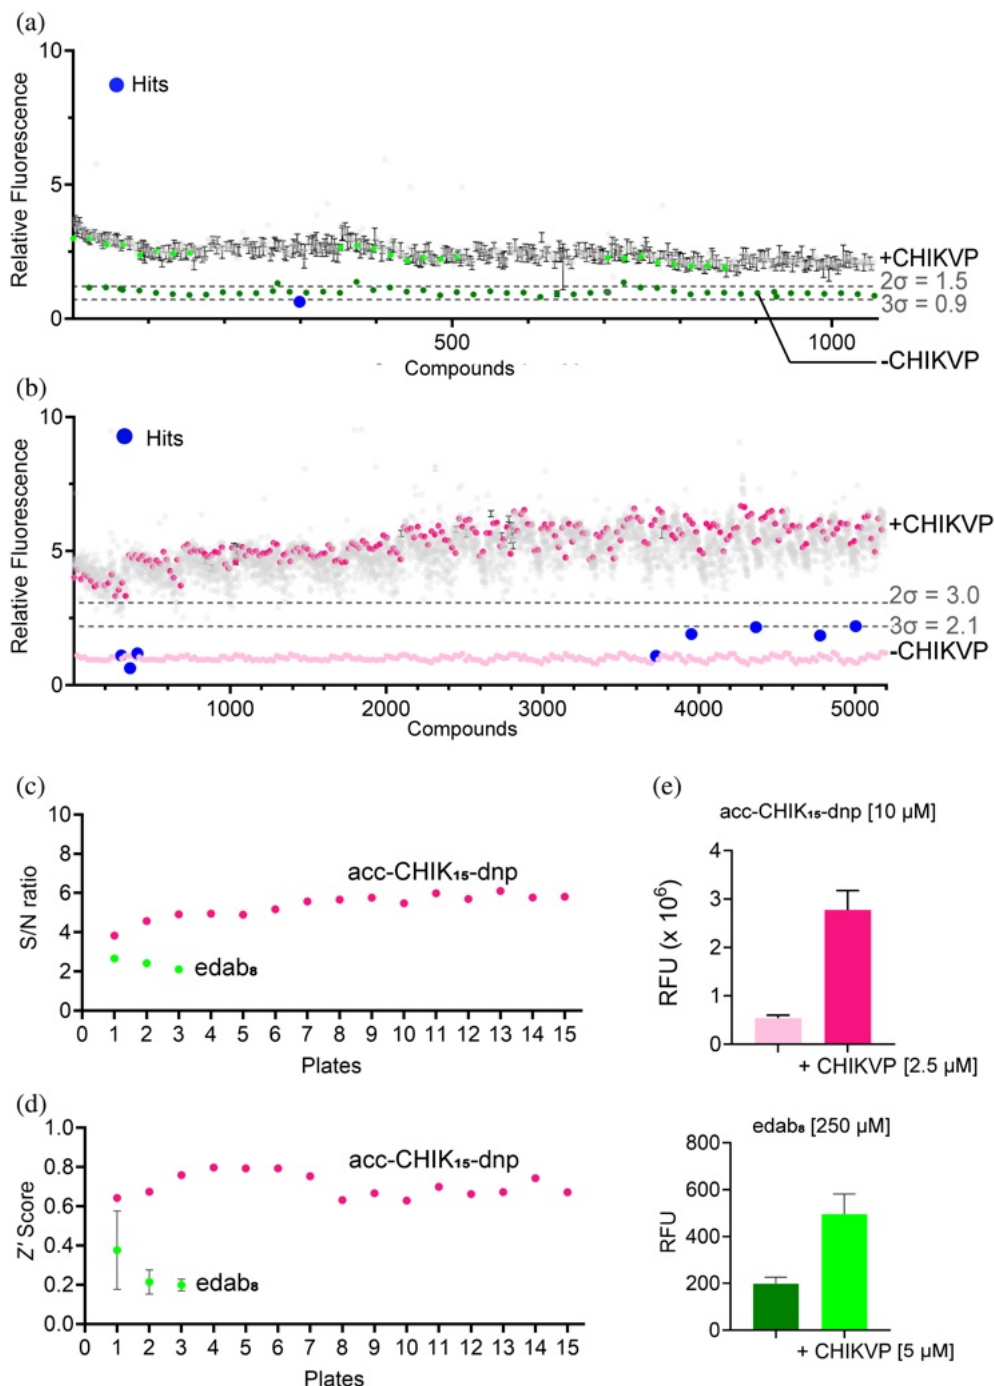 (a)
Relative Fluorescence
10
5
0
Hits
+CHIKVP
2σ = 1.5
3σ = 0.9
500
1000
Compounds
-CHIKVP
(b)
Relative Fluorescence
10
5
0
Hits
+CHIKVP
2σ = 3.0
3σ = 2.1
-CHIKVP
1000 2000 3000 4000 5000
Compounds
(c)
S/N ratio
10
8
6
4
2
0
acc-CHIK₁₅-dnp
edab₈
0 1 2 3 4 5 6 7 8 9 10 11 12 13 14 15
Plates
(d)
Z' Score
1.0
0.8
0.6
0.4
0.2
0.0
acc-CHIK₁₅-dnp
edab₈
0 1 2 3 4 5 6 7 8 9 10 11 12 13 14 15
Plates
(e)
acc-CHIK₁₅-dnp [10 μM]
RFU (x 10⁶)
4
3
1
1
0
+ CHIKVP [2.5 μM]
edab₈ [250 μM]
RFU
800
600
400
200
0
+ CHIKVP [5 μM]